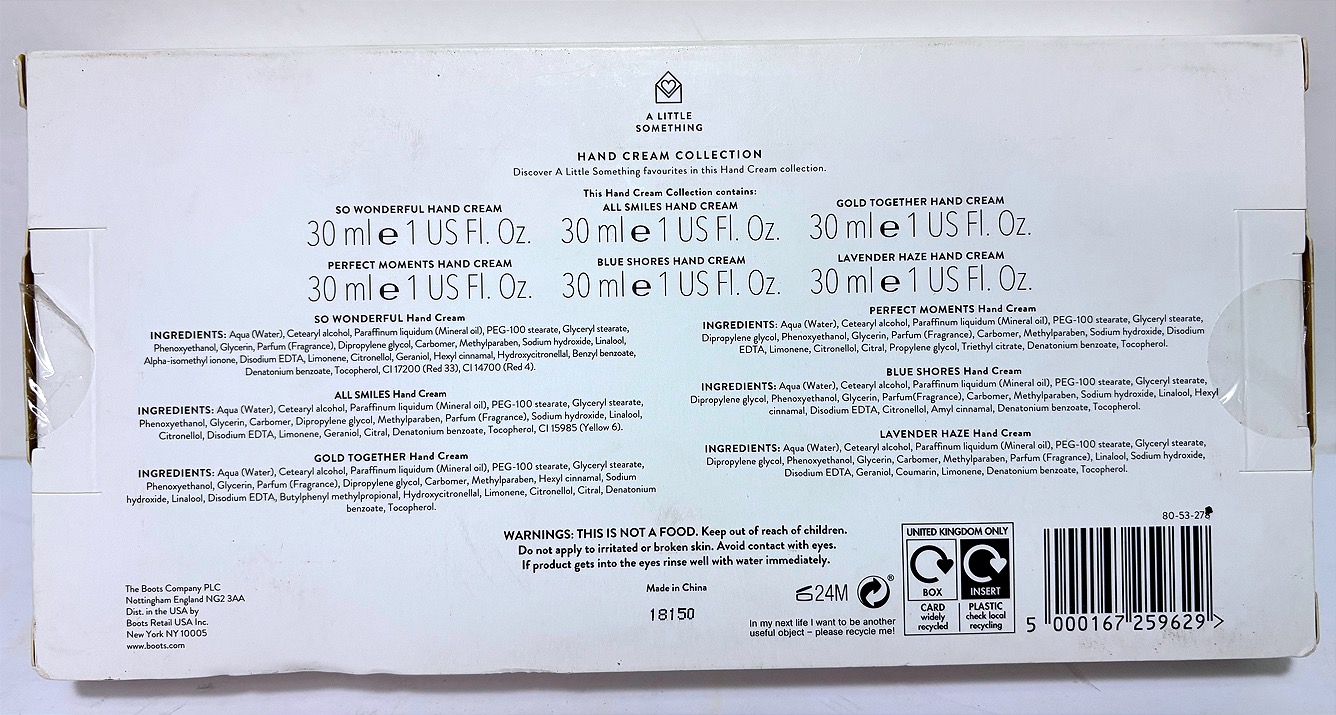 A LITTLE
SOMETHING
HAND CREAM COLLECTION
Discover A Little Something favourites in this Hand Cream collection.
This Hand Cream Collection contains:
SO WONDERFUL HAND CREAM
30 ml e 1 US Fl. Oz.
ALL SMILES HAND CREAM
30 ml e 1 US Fl. Oz.
GOLD TOGETHER HAND CREAM
30 ml e 1 US Fl. Oz.
PERFECT MOMENTS HAND CREAM
30 ml e 1 US Fl. Oz.
BLUE SHORES HAND CREAM
30 ml e 1 US Fl. Oz.
LAVENDER HAZE HAND CREAM
30 ml e 1 US Fl. Oz.
SO WONDERFUL Hand Cream
INGREDIENTS: Aqua (Water), Cetearyl alcohol, Paraffinum liquidum (Mineral oil), PEG-100 stearate, Glyceryl stearate,
Phenoxyethanol, Glycerin, Parfum (Fragrance), Dipropylene glycol, Carbomer, Methylparaben, Sodium hydroxide, Linalool,
Alpha-isomethyl ionone, Disodium EDTA, Limonene, Citronellol, Geraniol, Hexyl cinnamal, Hydroxycitronellal, Benzyl benzoate,
Denatonium benzoate, Tocopherol, CI 17200 (Red 33), CI 14700 (Red 4).
ALL SMILES Hand Cream
INGREDIENTS: Aqua (Water), Cetearyl alcohol, Paraffinum liquidum (Mineral oil), PEG-100 stearate, Glyceryl stearate,
Phenoxyethanol, Glycerin, Carbomer, Dipropylene glycol, Methylparaben, Parfum (Fragrance), Sodium hydroxide, Linalool,
Citronellol, Disodium EDTA, Limonene, Geraniol, Citral, Denatonium benzoate, Tocopherol, CI 15985 (Yellow 6).
GOLD TOGETHER Hand Cream
INGREDIENTS: Aqua (Water), Cetearyl alcohol, Paraffinum liquidum (Mineral oil), PEG-100 stearate, Glyceryl stearate,
Phenoxyethanol, Glycerin, Parfum (Fragrance), Dipropylene glycol, Carbomer, Methylparaben, Hexyl cinnamal, Sodium
hydroxide, Linalool, Disodium EDTA, Butylphenyl methylpropional, Hydroxycitronellal, Limonene, Citronellol, Citral, Denatonium
benzoate, Tocopherol.
PERFECT MOMENTS Hand Cream
INGREDIENTS: Aqua (Water), Cetearyl alcohol, Paraffinum liquidum (Mineral oil), PEG-100 stearate, Glyceryl stearate,
Dipropylene glycol, Phenoxyethanol, Glycerin, Parfum (Fragrance), Carbomer, Methylparaben, Sodium hydroxide, Disodium
EDTA, Limonene, Citronellol, Citral, Propylene glycol, Triethyl citrate, Denatonium benzoate, Tocopherol.
BLUE SHORES Hand Cream
INGREDIENTS: Aqua (Water), Cetearyl alcohol, Paraffinum liquidum (Mineral oil), PEG-100 stearate, Glyceryl stearate,
Dipropylene glycol, Phenoxyethanol, Glycerin, Parfum(Fragrance), Carbomer, Methylparaben, Sodium hydroxide, Linalool, Hexyl
cinnamal, Disodium EDTA, Citronellol, Amyl cinnamal, Denatonium benzoate, Tocopherol.
LAVENDER HAZE Hand Cream
INGREDIENTS: Aqua (Water), Cetearyl alcohol, Paraffinum liquidum (Mineral oil), PEG-100 stearate, Glyceryl stearate,
Dipropylene glycol, Phenoxyethanol, Glycerin, Carbomer, Methylparaben, Parfum (Fragrance), Linalool, Sodium hydroxide,
Disodium EDTA, Geraniol, Coumarin, Limonene, Denatonium benzoate, Tocopherol.
WARNINGS: THIS IS NOT A FOOD. Keep out of reach of children.
Do not apply to irritated or broken skin. Avoid contact with eyes.
If product gets into the eyes rinse well with water immediately.
The Boots Company PLC
Nottingham England NG2 3AA
Dist. in the USA by
Boots Retail USA Inc.
New York NY 10005
www.boots.com
Made in China
18150
24M
®
In my next life I want to be another
useful object – please recycle me!
UNITED KINGDOM ONLY
BOX
CARD
widely
recycled
INSERT
PLASTIC
check local
recycling
80-53-278
5 000167 259629 >